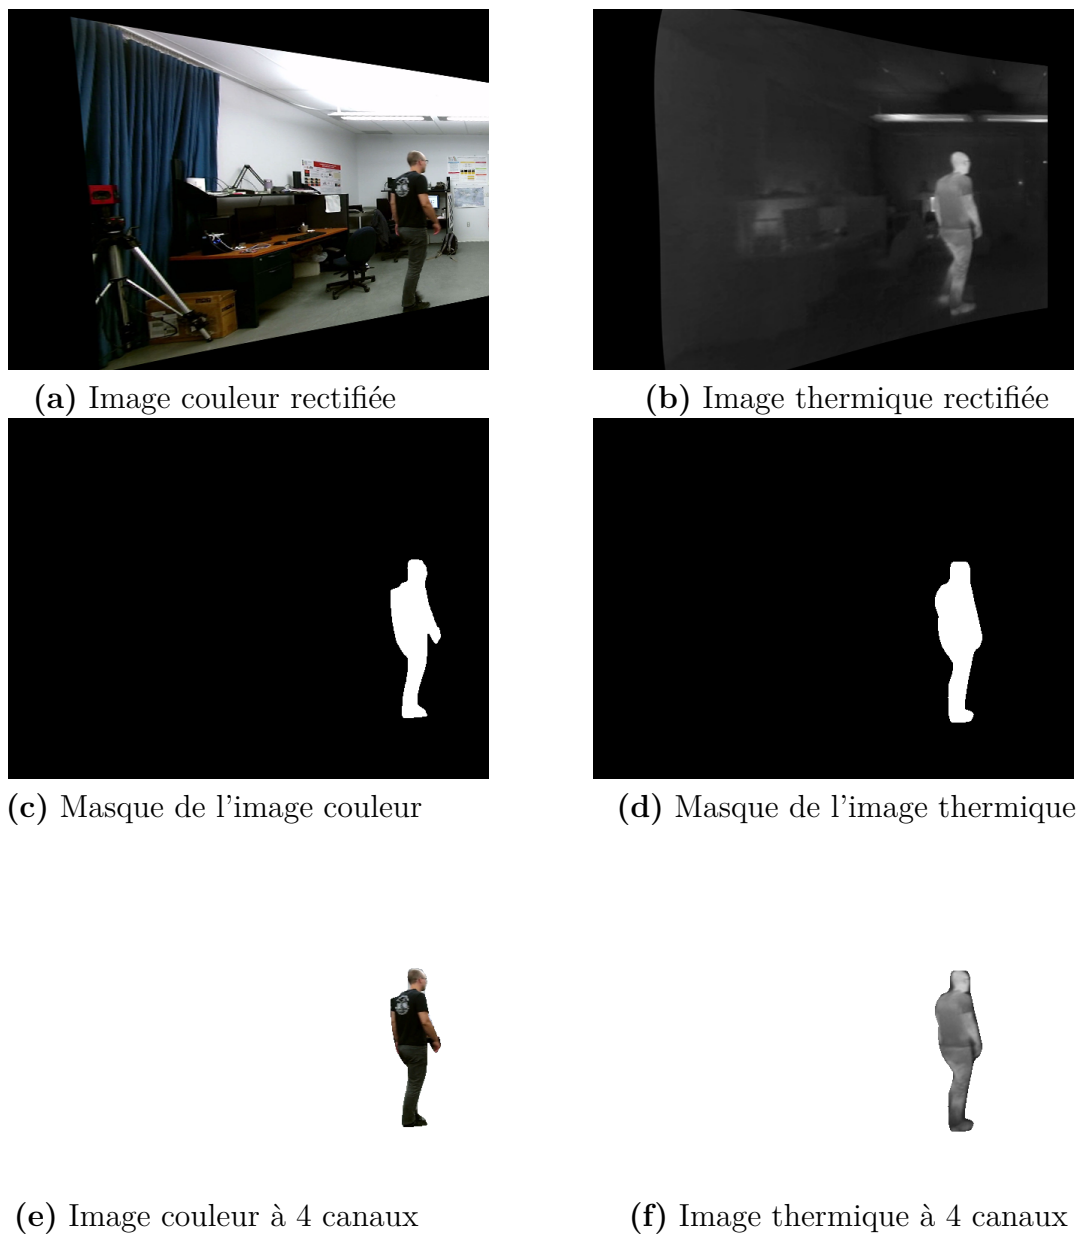 (a) Image couleur rectifiée
(b) Image thermique rectifiée
(c) Masque de l'image couleur
(d) Masque de l'image thermique
(e) Image couleur à 4 canaux
(f) Image thermique à 4 canaux